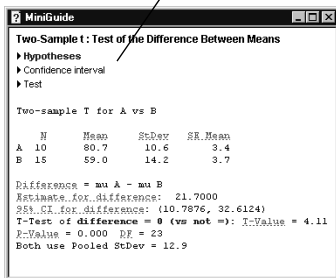 MiniGuide
Two-Sample t : Test of the Difference Between Means
Hypotheses
Confidence interval
Test
Two-sample T for A vs B
N Mean StDev SE Mean
A 10 80.7 10.6 3.4
B 15 59.0 14.2 3.7
Difference = mu A - mu B
Estimate for difference: 21.7000
95% CI for difference: (10.7876, 32.6124)
T-Test of difference = 0 (vs not =): T-Value = 4.11
P-Value = 0.000 DF = 23
Both use Pooled StDev = 12.9